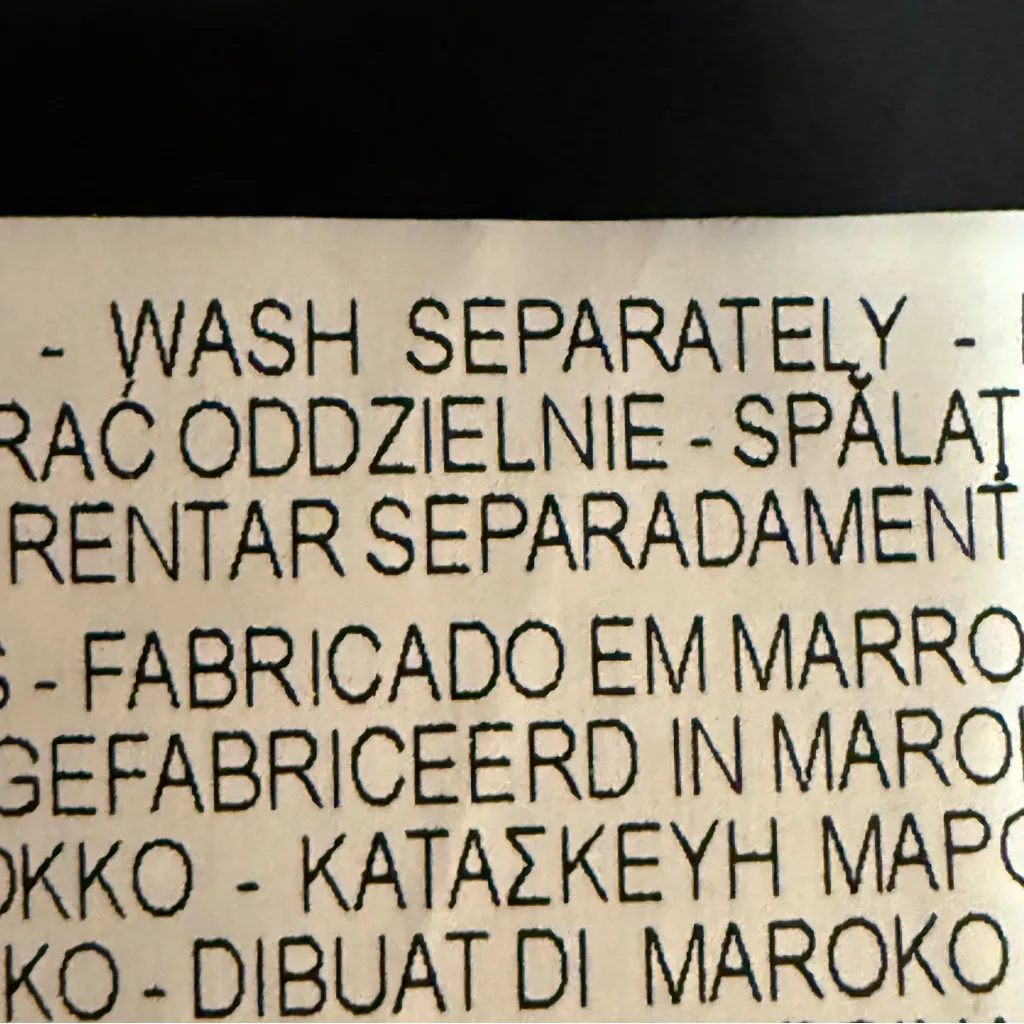 - WASH SEPARATELY -
RAĆ ODDZIELNIE - SPĂLAȚ
RENTAR SEPARADAMENT
S - FABRICADO EM MARRO
GEFABRICEERD IN MARO
OKKO - ΚΑΤΑΣΚΕΥΗ ΜΑΡΟ
KO - DIBUAT DI MAROKO